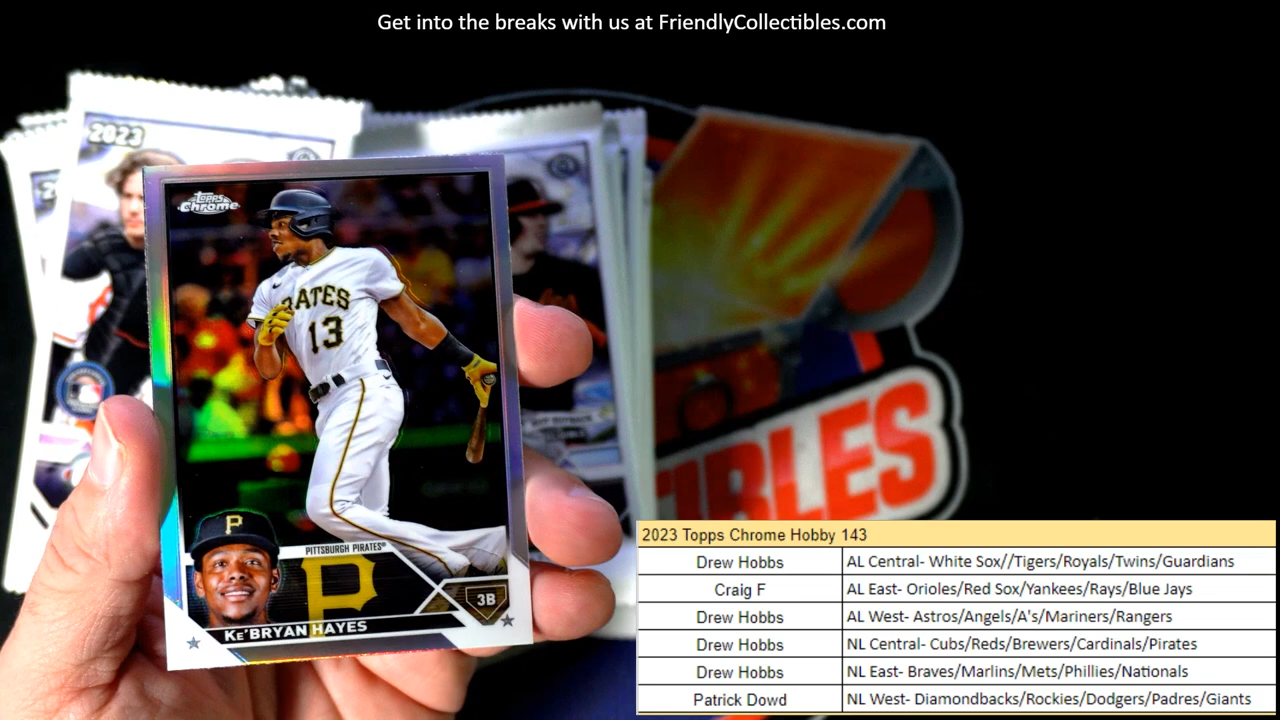 Get into the breaks with us at FriendlyCollectibles.com
2023
Topps
Chrome
PIRATES
13
P
PITTSBURGH PIRATES®
P
3B
KE'BRYAN HAYES
IBLES
2023 Topps Chrome Hobby 143
Drew Hobbs AL Central- White Sox//Tigers/Royals/Twins/Guardians
Craig F AL East- Orioles/Red Sox/Yankees/Rays/Blue Jays
Drew Hobbs AL West- Astros/Angels/A's/Mariners/Rangers
Drew Hobbs NL Central- Cubs/Reds/Brewers/Cardinals/Pirates
Drew Hobbs NL East- Braves/Marlins/Mets/Phillies/Nationals
Patrick Dowd NL West- Diamondbacks/Rockies/Dodgers/Padres/Giants